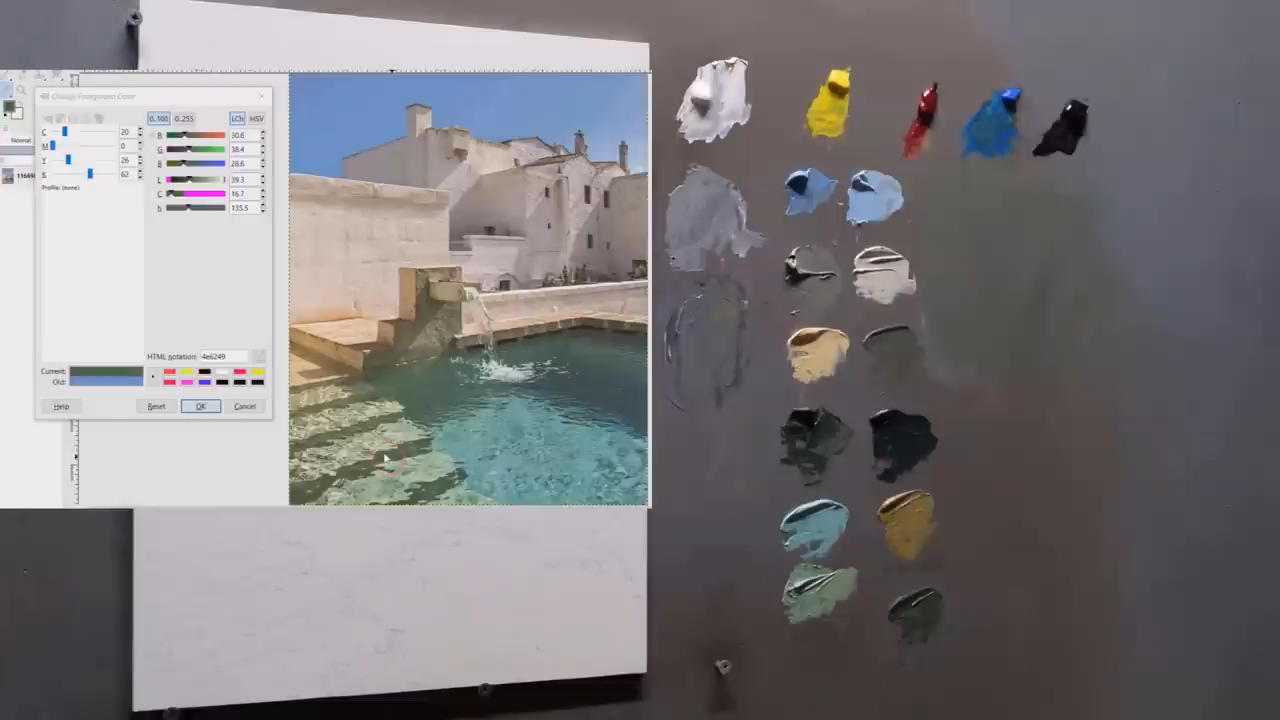 Change Foreground Color
0..100 0..255 LCh HSV
Normal
C 20
M 0
Y 26
K 62
Profile: (none)
R 30.6
G 38.4
B 28.6
L 39.3
C 16.7
h 135.5
HTML notation: 4e6249
Current:
Old:
Help Reset OK Cancel